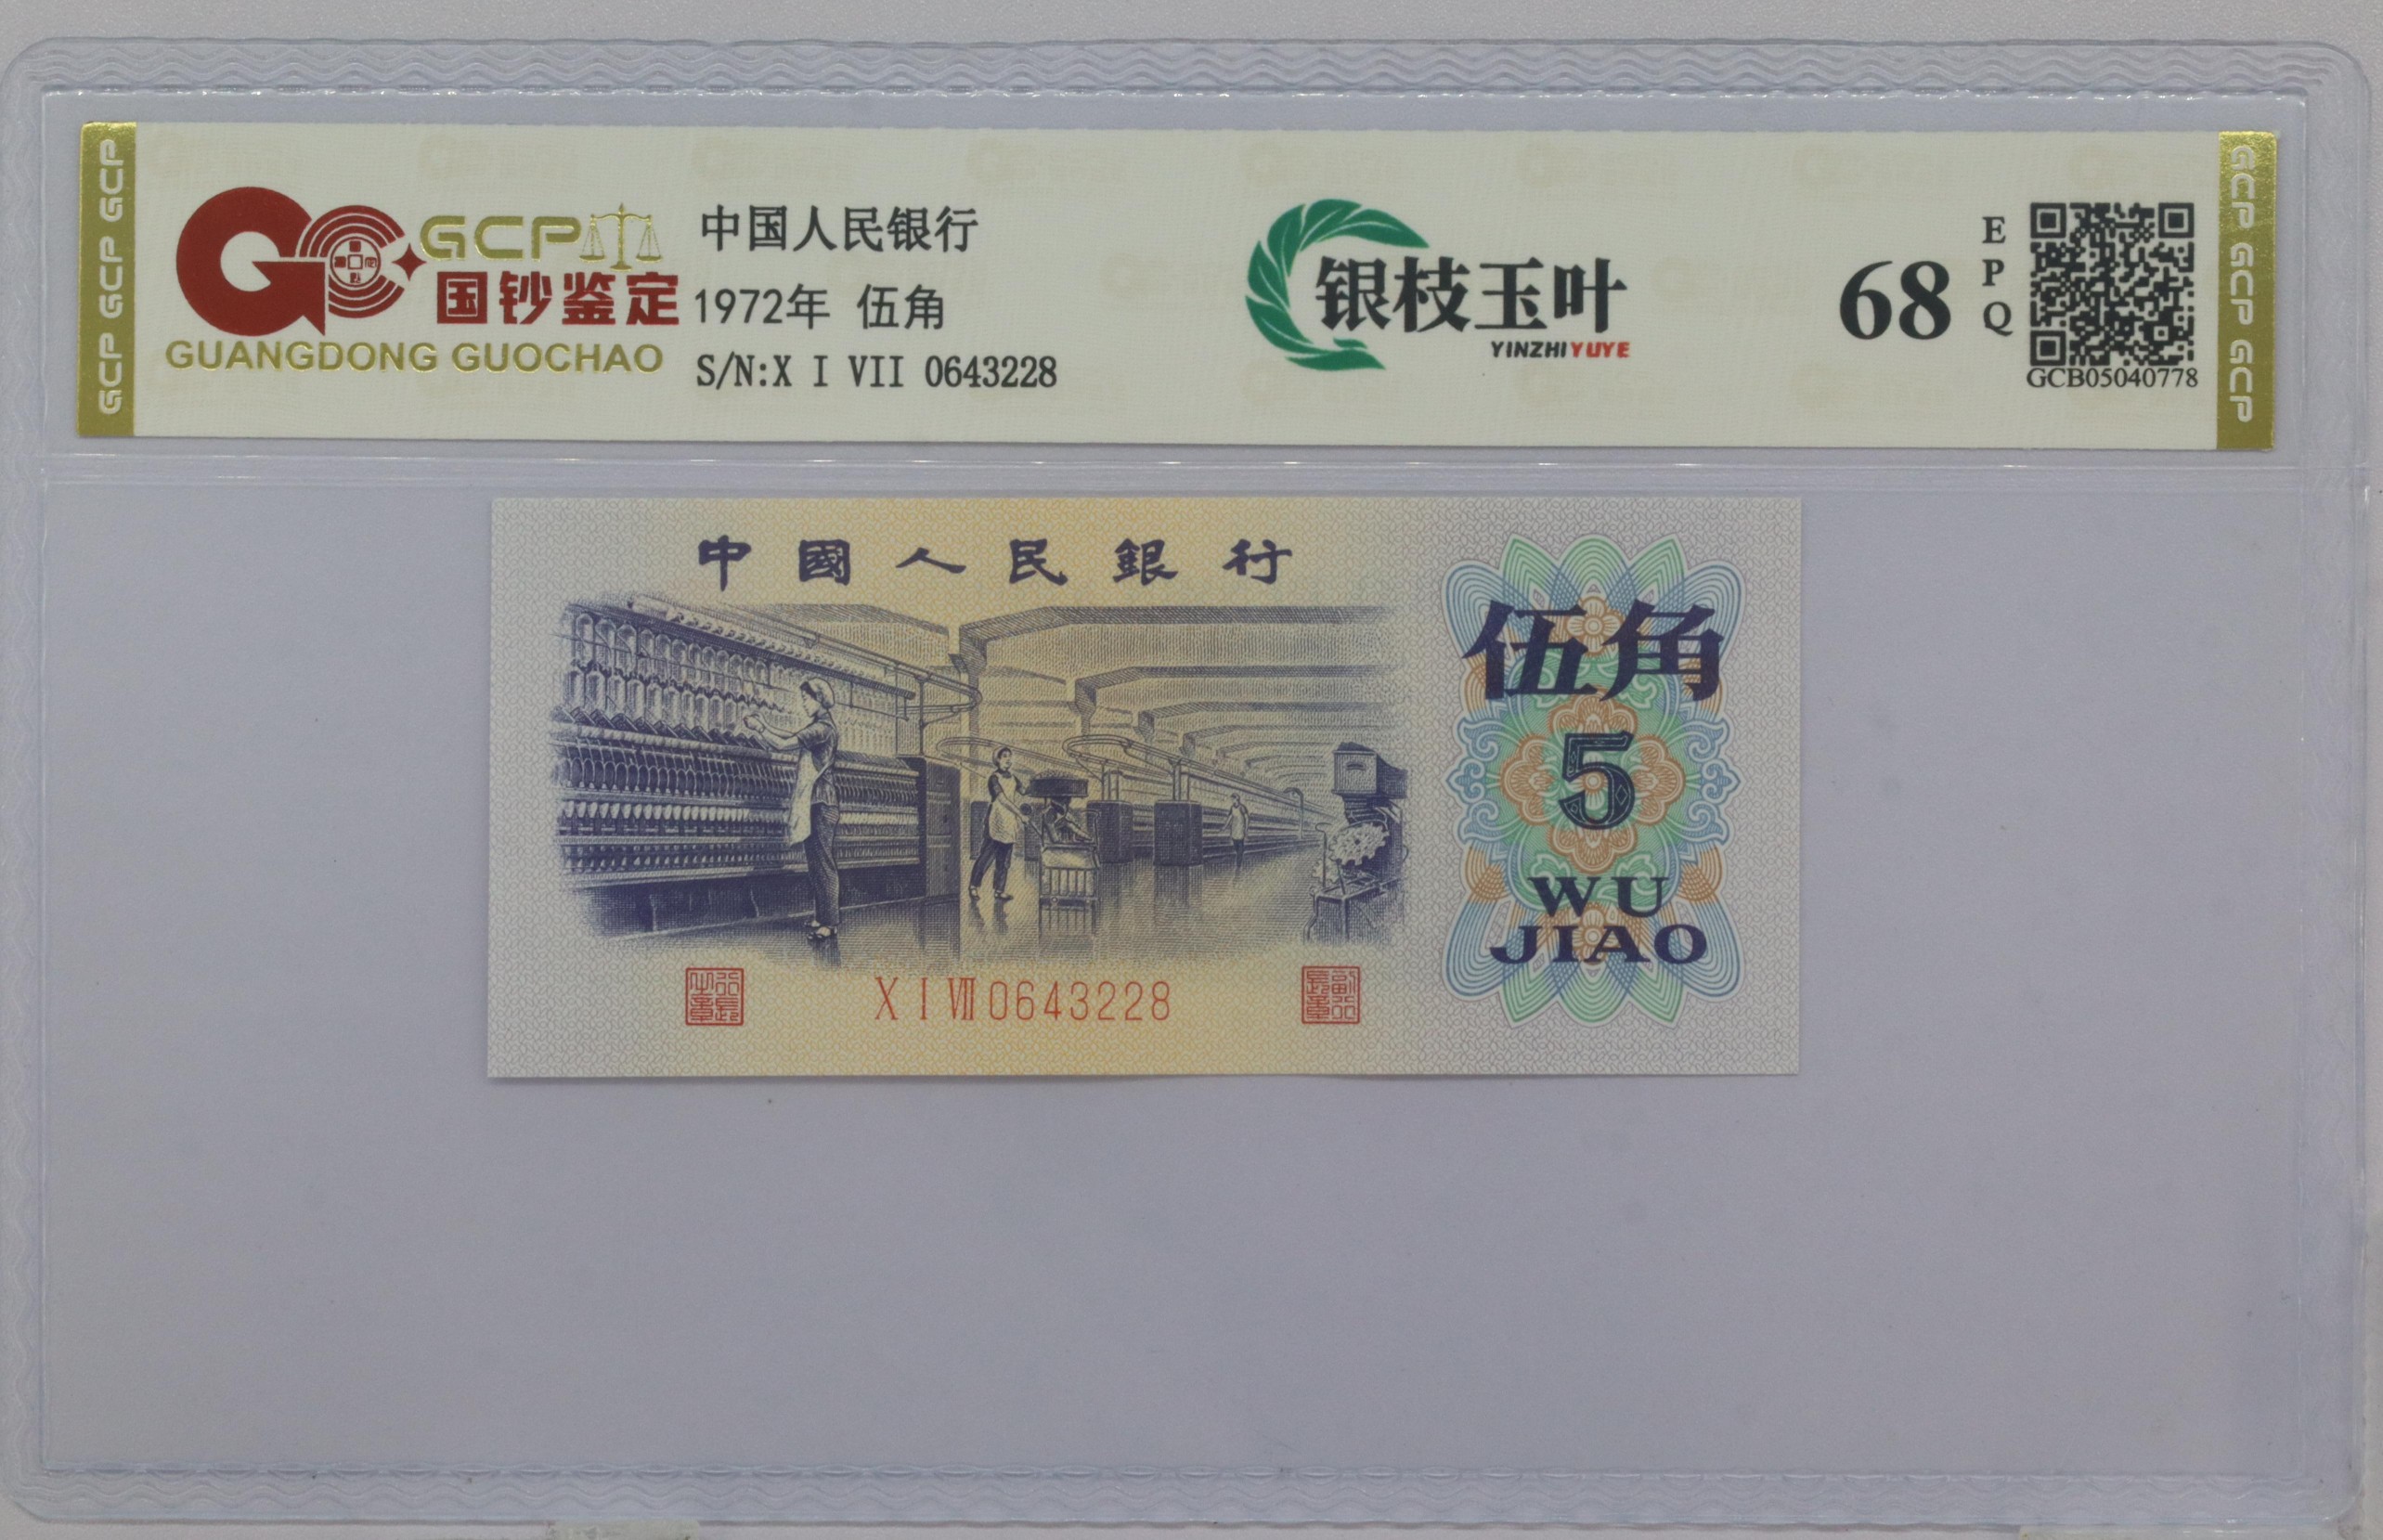 GCP GCP GCP
GCP
国钞鉴定
GUANGDONG GUOCHAO
中国人民银行
1972年 伍角
S/N:X I VII 0643228
银枝玉叶
YINZHIYUYE
68
EPQ
GCB05040778
GCP GCP GCP
中國人民銀行
伍角
5
WU
JIAO
X I VII 0643228